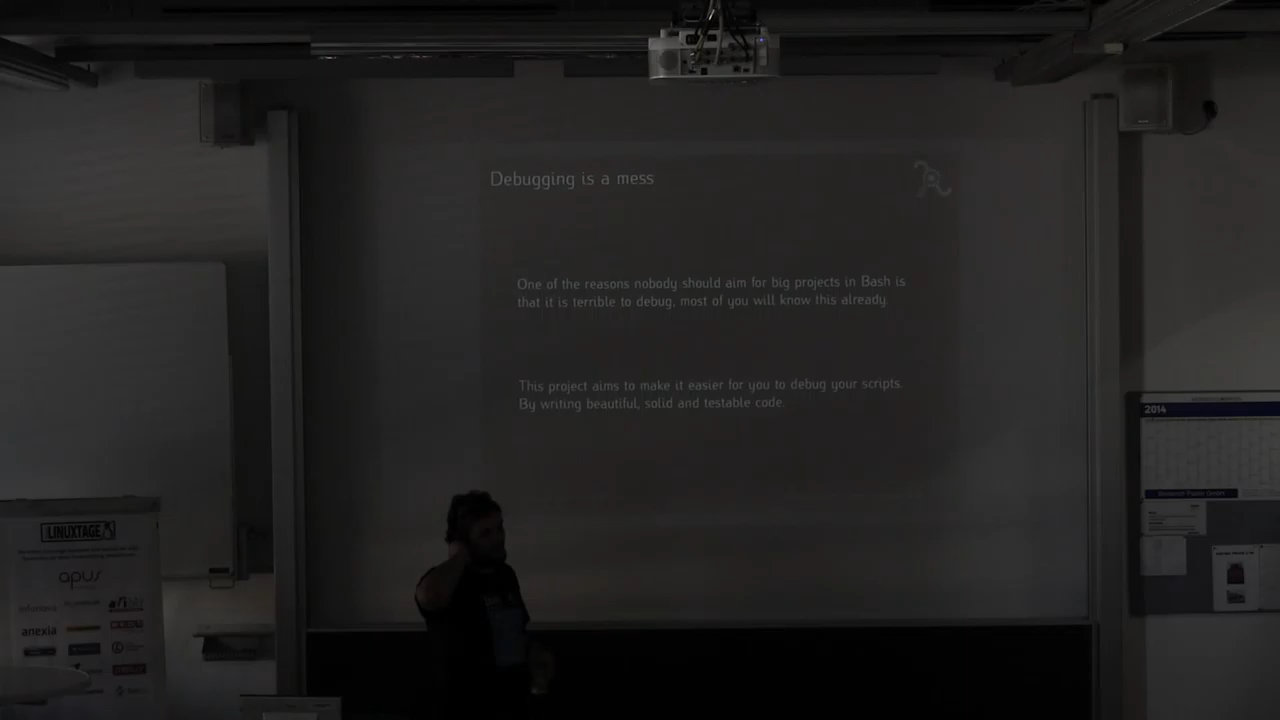 Debugging is a mess
One of the reasons nobody should aim for big projects in Bash is
that it is terrible to debug, most of you will know this already.
This project aims to make it easier for you to debug your scripts.
By writing beautiful, solid and testable code.
2014
LINUXTAGE
apus
infonova
anexia